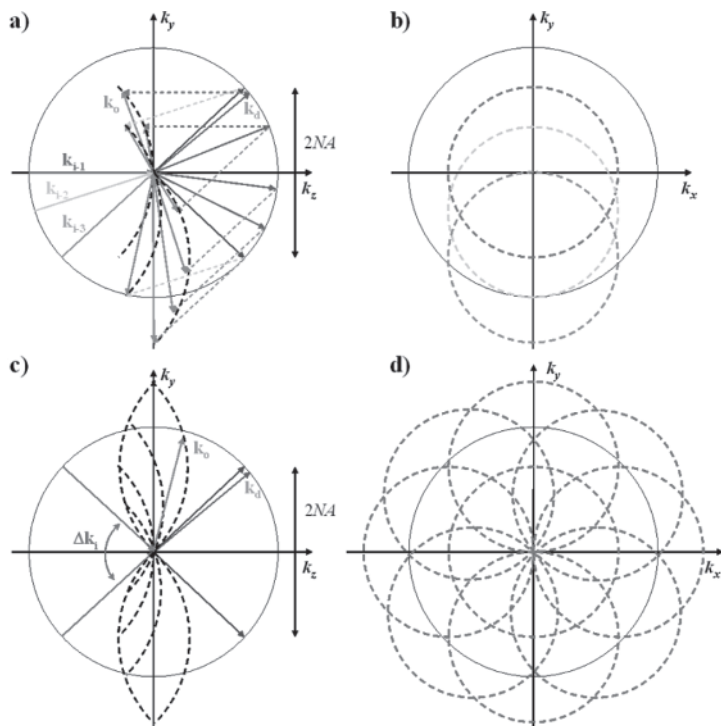 a)
k_y
k_o
k_d
k_i-1
k_i-2
k_i-3
k_z
2NA
b)
k_y
k_x
c)
k_y
k_o
k_d
Δk_i
k_z
2NA
d)
k_y
k_x